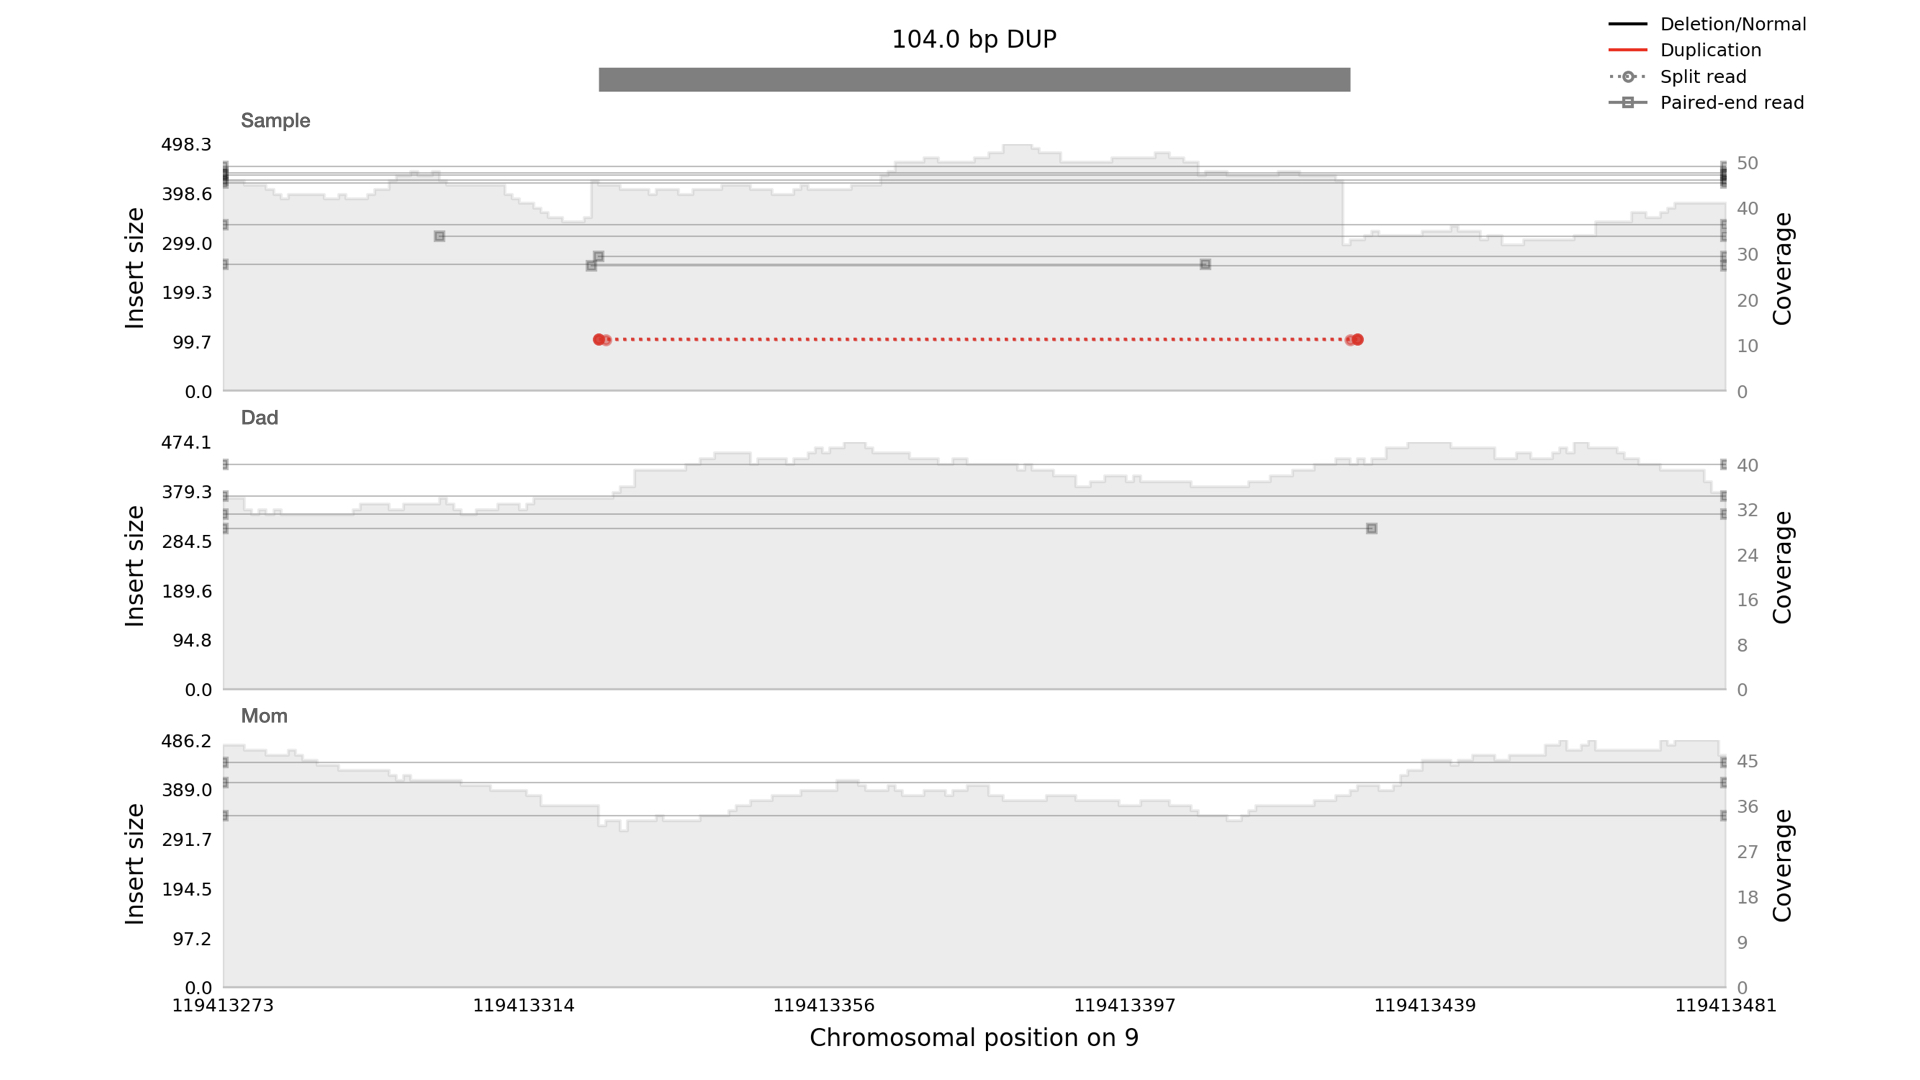 104.0 bp DUP
Deletion/Normal
Duplication
Split read
Paired-end read
Sample
498.3
398.6
299.0
199.3
99.7
0.0
Insert size
50
40
30
20
10
0
Coverage
Dad
474.1
379.3
284.5
189.6
94.8
0.0
Insert size
40
32
24
16
8
0
Coverage
Mom
486.2
389.0
291.7
194.5
97.2
0.0
Insert size
45
36
27
18
9
0
Coverage
119413273 119413314 119413356 119413397 119413439 119413481
Chromosomal position on 9